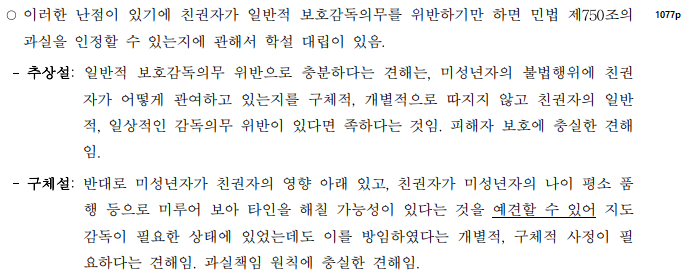 ○ 이러한 난점이 있기에 친권자가 일반적 보호감독의무를 위반하기만 하면 민법 제750조의 1077p
과실을 인정할 수 있는지에 관해서 학설 대립이 있음.
- 추상설: 일반적 보호감독의무 위반으로 충분하다는 견해는, 미성년자의 불법행위에 친권
자가 어떻게 관여하고 있는지를 구체적, 개별적으로 따지지 않고 친권자의 일반
적, 일상적인 감독의무 위반이 있다면 족하다는 것임. 피해자 보호에 충실한 견해
임.
- 구체설: 반대로 미성년자가 친권자의 영향 아래 있고, 친권자가 미성년자의 나이 평소 품
행 등으로 미루어 보아 타인을 해칠 가능성이 있다는 것을 예견할 수 있어 지도
감독이 필요한 상태에 있었는데도 이를 방임하였다는 개별적, 구체적 사정이 필
요하다는 견해임. 과실책임 원칙에 충실한 견해임.